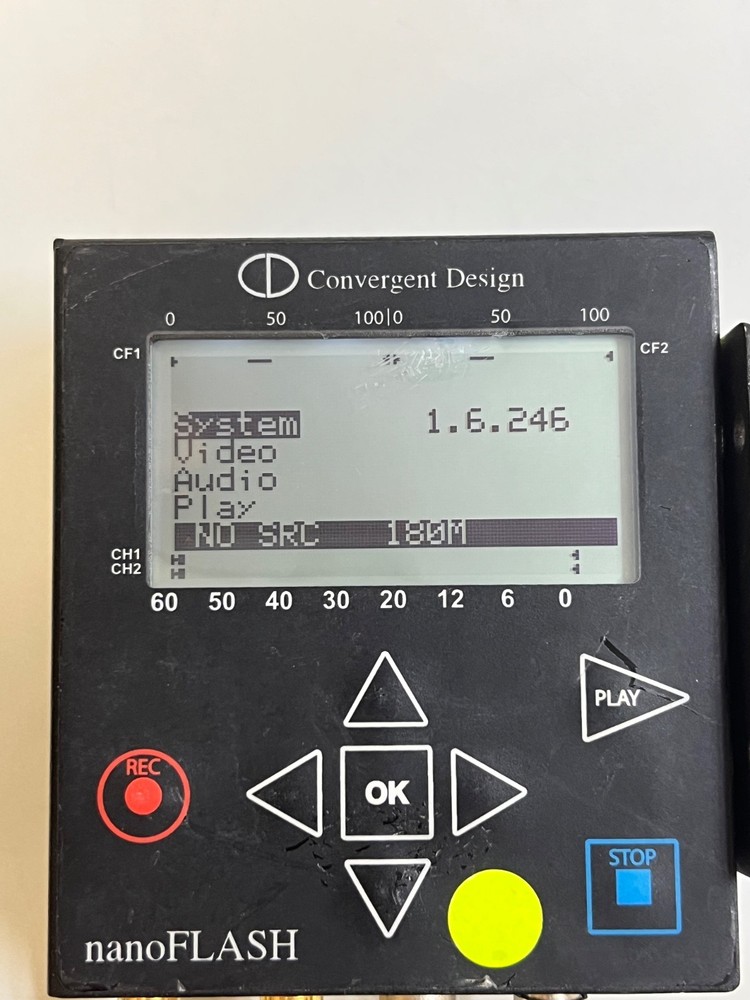 CD Convergent Design
0 50 100|0 50 100
CF1 CF2
System 1.6.246
Video
Audio
Play
NO SRC 180M
CH1
CH2
60 50 40 30 20 12 6 0
PLAY
REC
OK
STOP
nanoFLASH